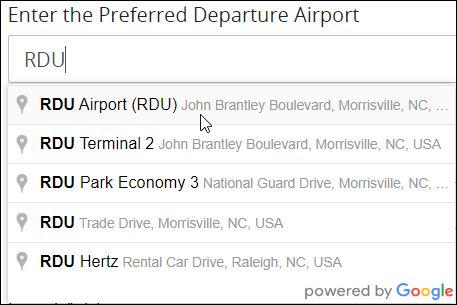 Enter the Preferred Departure Airport
RDU
RDU Airport (RDU) John Brantley Boulevard, Morrisville, NC, ...
RDU Terminal 2 John Brantley Boulevard, Morrisville, NC, USA
RDU Park Economy 3 National Guard Drive, Morrisville, NC, ...
RDU Trade Drive, Morrisville, NC, USA
RDU Hertz Rental Car Drive, Raleigh, NC, USA
powered by Google